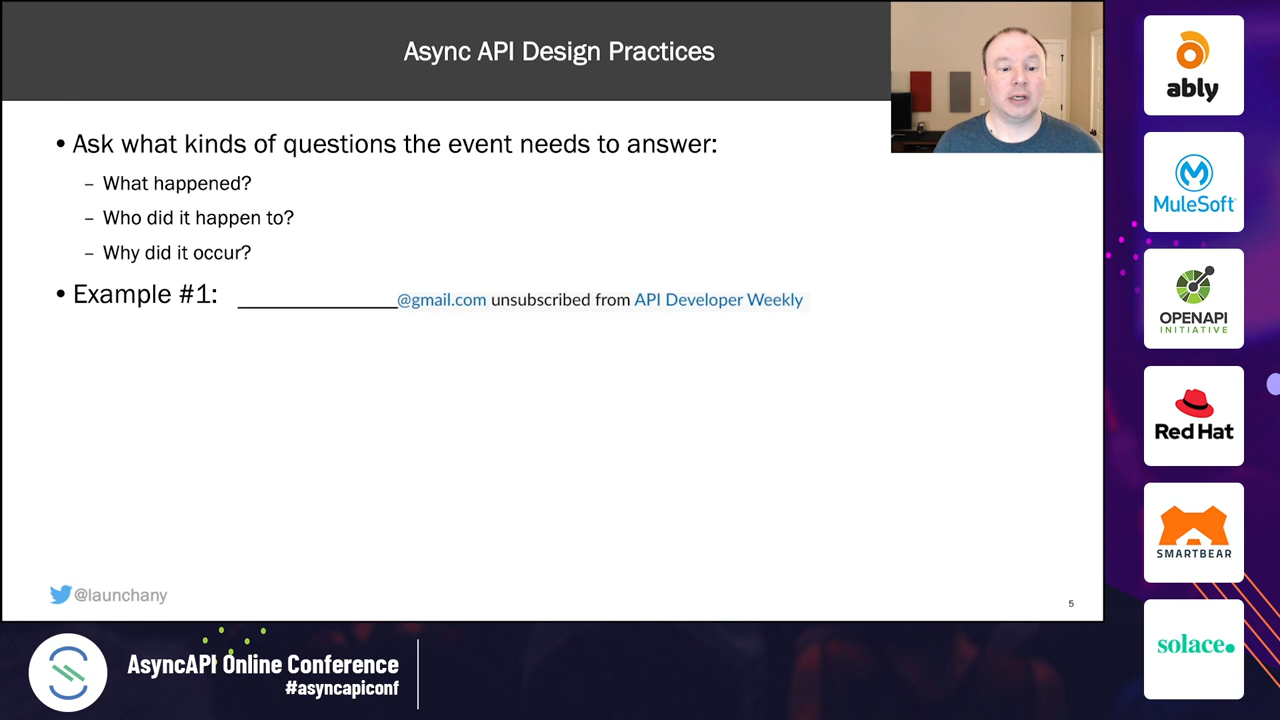 Async API Design Practices
• Ask what kinds of questions the event needs to answer:
– What happened?
– Who did it happen to?
– Why did it occur?
• Example #1: ________________@gmail.com unsubscribed from API Developer Weekly
@launchany
5
ably
MuleSoft
OPENAPI
INITIATIVE
Red Hat
SMARTBEAR
solace.
AsyncAPI Online Conference
#asyncapiconf